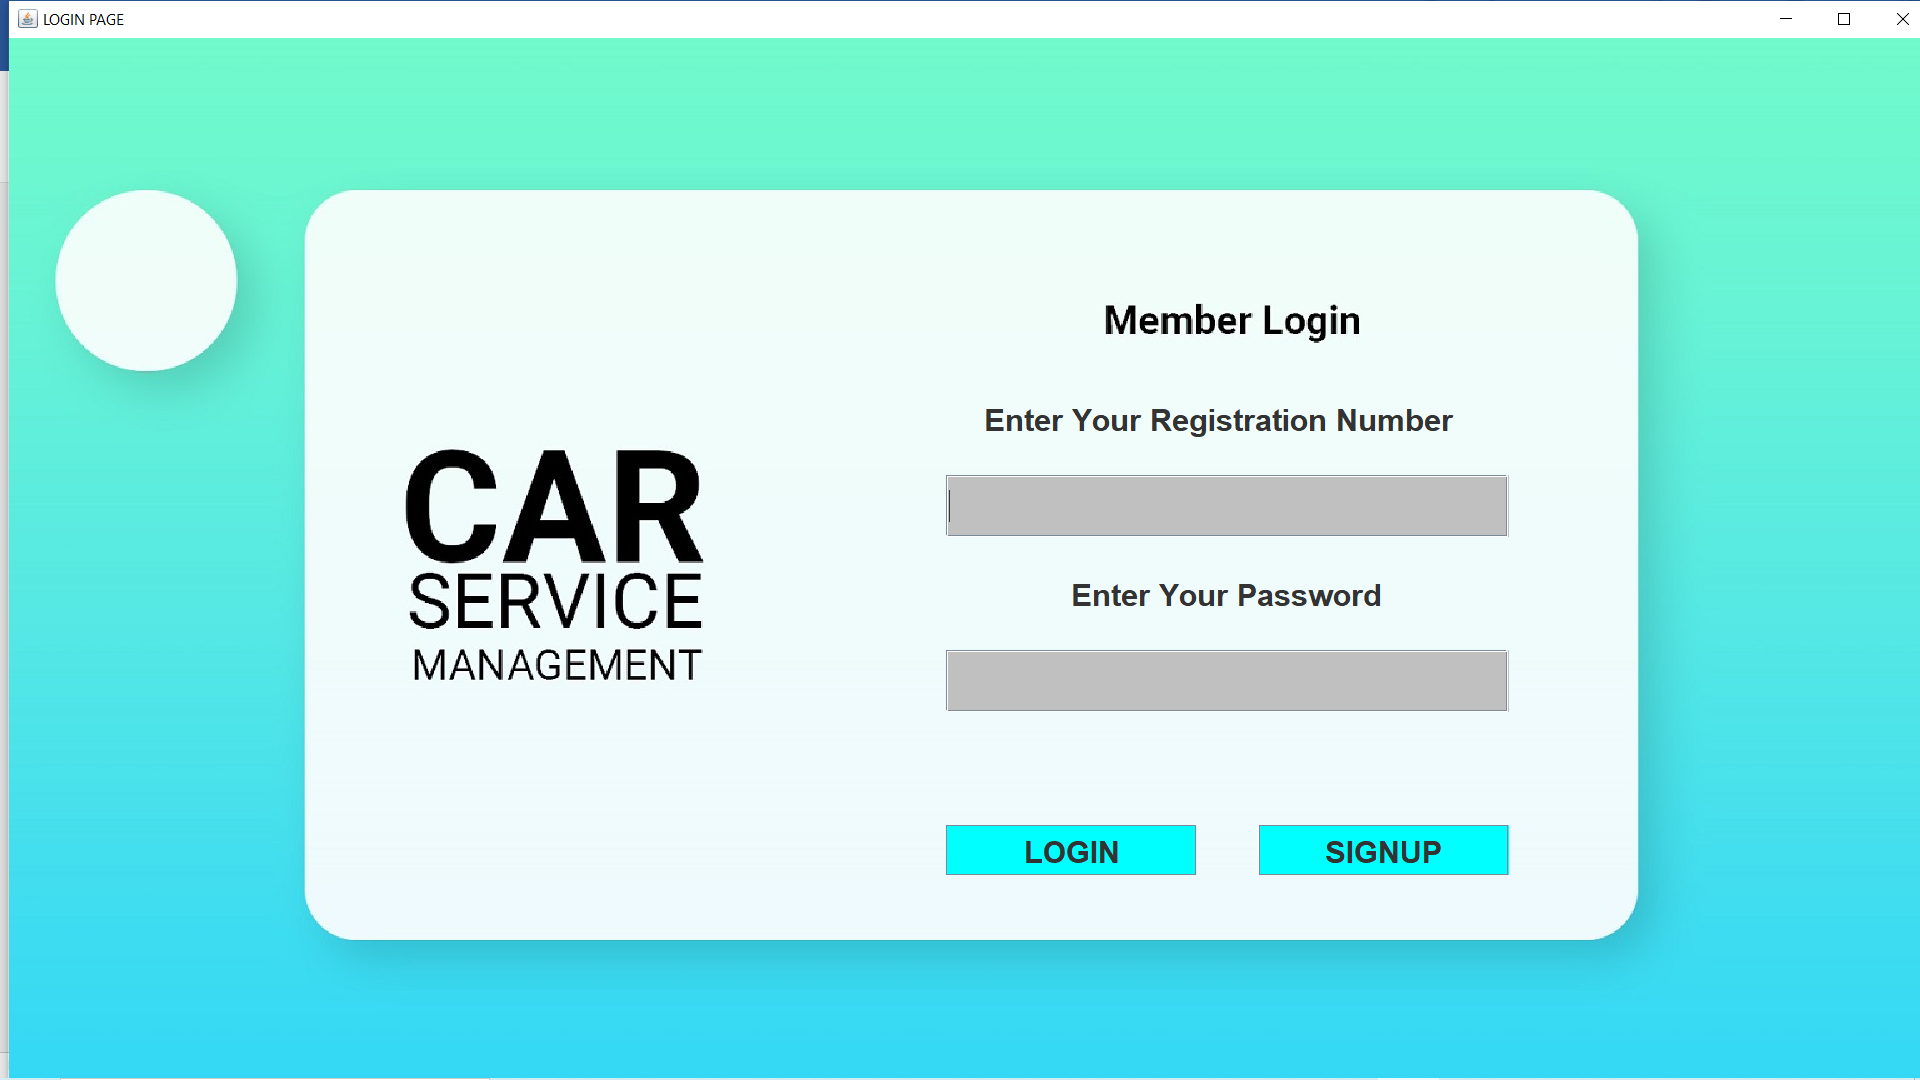 LOGIN PAGE
CAR
SERVICE
MANAGEMENT
Member Login
Enter Your Registration Number
Enter Your Password
LOGIN
SIGNUP